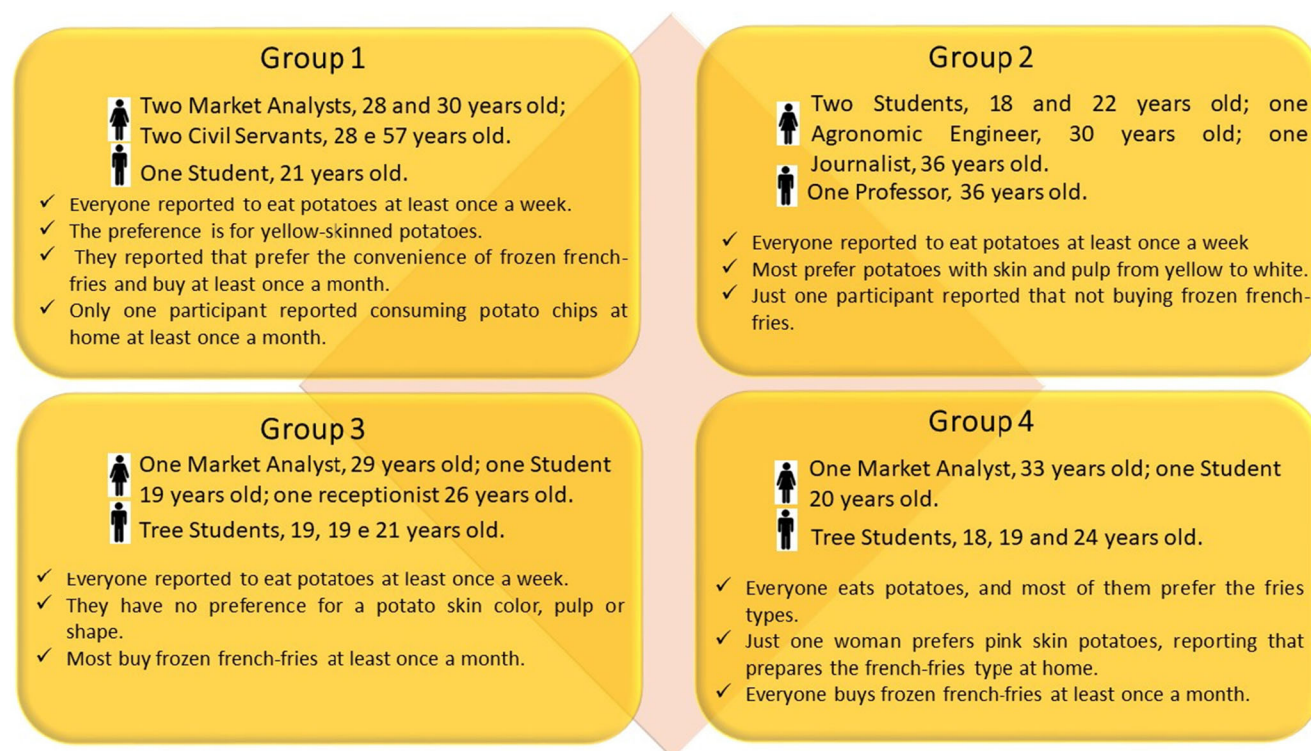 Group 1
Two Market Analysts, 28 and 30 years old;
Two Civil Servants, 28 e 57 years old.
One Student, 21 years old.
✓ Everyone reported to eat potatoes at least once a week.
✓ The preference is for yellow-skinned potatoes.
✓ They reported that prefer the convenience of frozen french-
fries and buy at least once a month.
✓ Only one participant reported consuming potato chips at
home at least once a month.
Group 2
Two Students, 18 and 22 years old; one
Agronomic Engineer, 30 years old; one
Journalist, 36 years old.
One Professor, 36 years old.
✓ Everyone reported to eat potatoes at least once a week
✓ Most prefer potatoes with skin and pulp from yellow to white.
✓ Just one participant reported that not buying frozen french-
fries.
Group 3
One Market Analyst, 29 years old; one Student
19 years old; one receptionist 26 years old.
Tree Students, 19, 19 e 21 years old.
✓ Everyone reported to eat potatoes at least once a week.
✓ They have no preference for a potato skin color, pulp or
shape.
✓ Most buy frozen french-fries at least once a month.
Group 4
One Market Analyst, 33 years old; one Student
20 years old.
Tree Students, 18, 19 and 24 years old.
✓ Everyone eats potatoes, and most of them prefer the fries
types.
✓ Just one woman prefers pink skin potatoes, reporting that
prepares the french-fries type at home.
✓ Everyone buys frozen french-fries at least once a month.